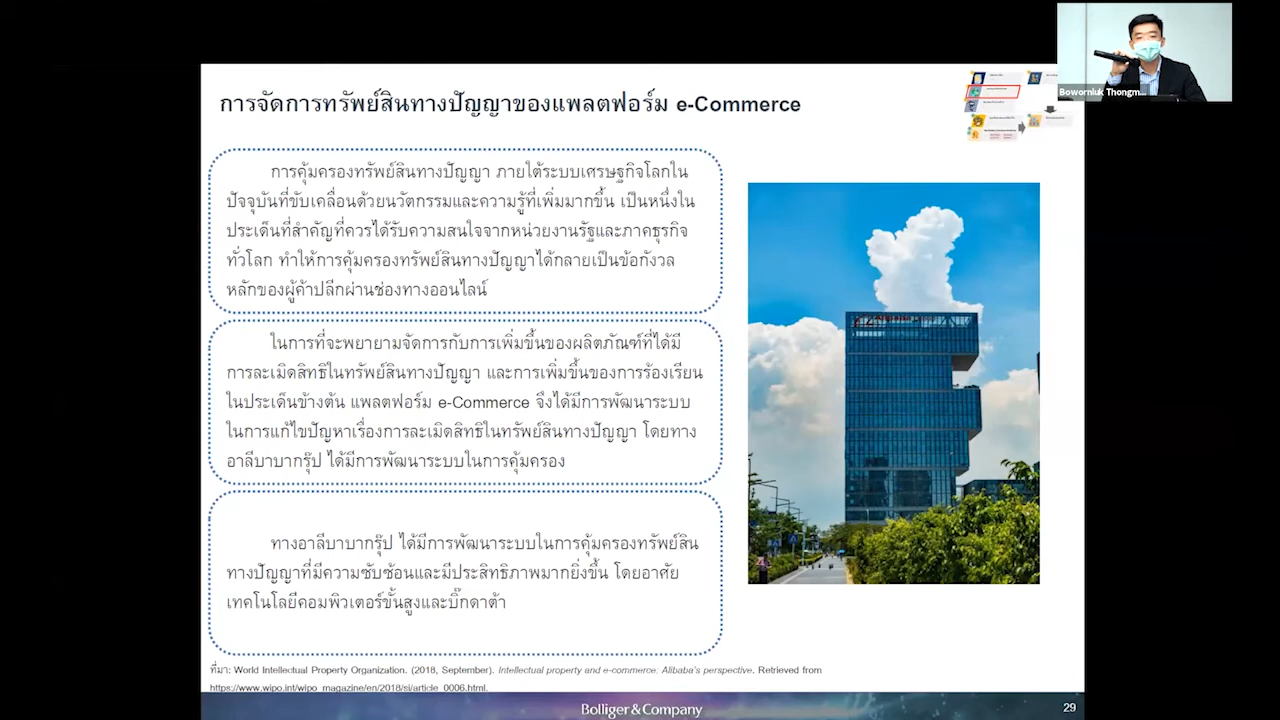 การจัดการทรัพย์สินทางปัญญาของแพลตฟอร์ม e-Commerce
Bowornluk Thongm...
การคุ้มครองทรัพย์สินทางปัญญา ภายใต้ระบบเศรษฐกิจโลกใน
ปัจจุบันที่ขับเคลื่อนด้วยนวัตกรรมและความรู้ที่เพิ่มมากขึ้น เป็นหนึ่งใน
ประเด็นที่สำคัญที่ควรได้รับความสนใจจากหน่วยงานรัฐและภาคธุรกิจ
ทั่วโลก ทำให้การคุ้มครองทรัพย์สินทางปัญญาได้กลายเป็นข้อกังวล
หลักของผู้ค้าปลีกผ่านช่องทางออนไลน์
ในการที่จะพยายามจัดการกับการเพิ่มขึ้นของผลิตภัณฑ์ที่ได้มี
การละเมิดสิทธิในทรัพย์สินทางปัญญา และการเพิ่มขึ้นของการร้องเรียน
ในประเด็นข้างต้น แพลตฟอร์ม e-Commerce จึงได้มีการพัฒนาระบบ
ในการแก้ไขปัญหาเรื่องการละเมิดสิทธิในทรัพย์สินทางปัญญา โดยทาง
อาลีบาบากรุ๊ป ได้มีการพัฒนาระบบในการคุ้มครอง
ทางอาลีบาบากรุ๊ป ได้มีการพัฒนาระบบในการคุ้มครองทรัพย์สิน
ทางปัญญาที่มีความซับซ้อนและมีประสิทธิภาพมากยิ่งขึ้น โดยอาศัย
เทคโนโลยีคอมพิวเตอร์ขั้นสูงและบิ๊กดาต้า
ที่มา: World Intellectual Property Organization. (2018, September). Intellectual property and e-commerce: Alibaba's perspective. Retrieved from
https://www.wipo.int/wipo_magazine/en/2018/si/article_0006.html.
Bolliger & Company
29